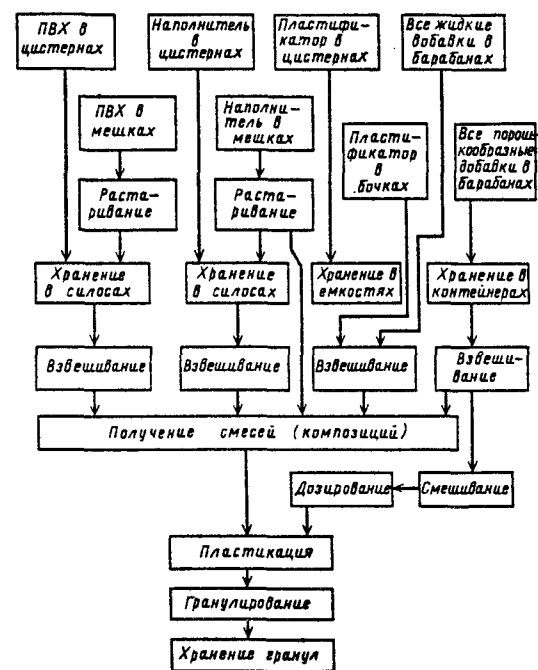 ПВХ в
цистернах
Наполнитель
в
цистернах
Пластифи-
катор в
цистернах
Все жидкие
добавки в
барабанах
ПВХ в
мешках
Наполни-
тель в
мешках
Пласти-
фикатор
в
бочках
Все порош-
кообразные
добавки в
барабанах
Раста-
ривание
Раста-
ривание
Хранение
в силосах
Хранение
в силосах
Хранение в
емкостях
Хранение в
контейнерах
Взвешивание
Взвешивание
Взвешивание
Взвеши-
вание
Получение смесей (композиций)
Дозирование
Смешивание
Пластикация
Гранулирование
Хранение гранул